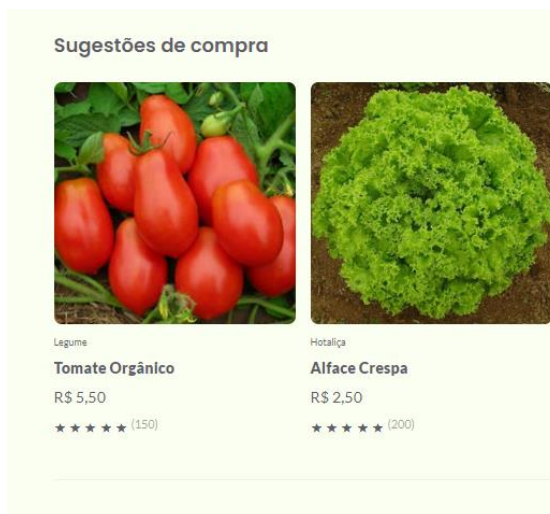 Sugestões de compra
Legume
Tomate Orgânico
R$ 5,50
★ ★ ★ ★ ★ (150)
Hotaliça
Alface Crespa
R$ 2,50
★ ★ ★ ★ ★ (200)